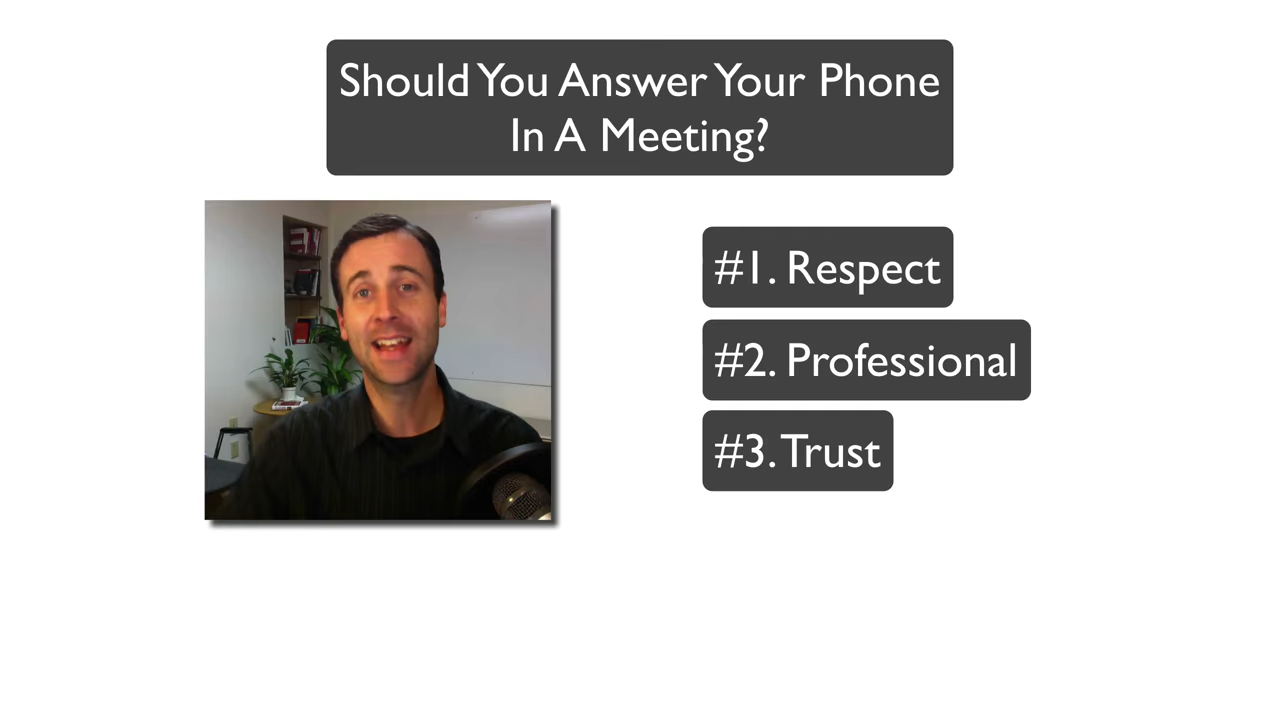 Should You Answer Your Phone
In A Meeting?
#1. Respect
#2. Professional
#3. Trust